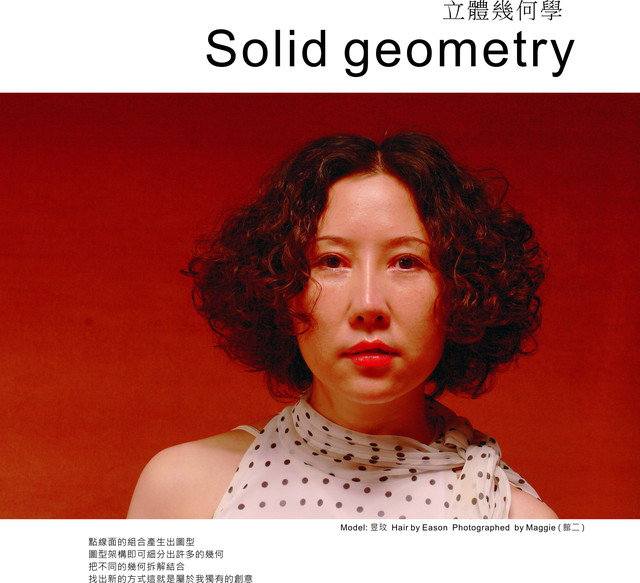 立體幾何學
Solid geometry
Model: 昱玟 Hair by Eason Photographed by Maggie ( 館二 )
點線面的組合產生出圖型
圖型架構即可細分出許多的幾何
把不同的幾何拆解結合
找出新的方式這就是屬於我獨有的創意